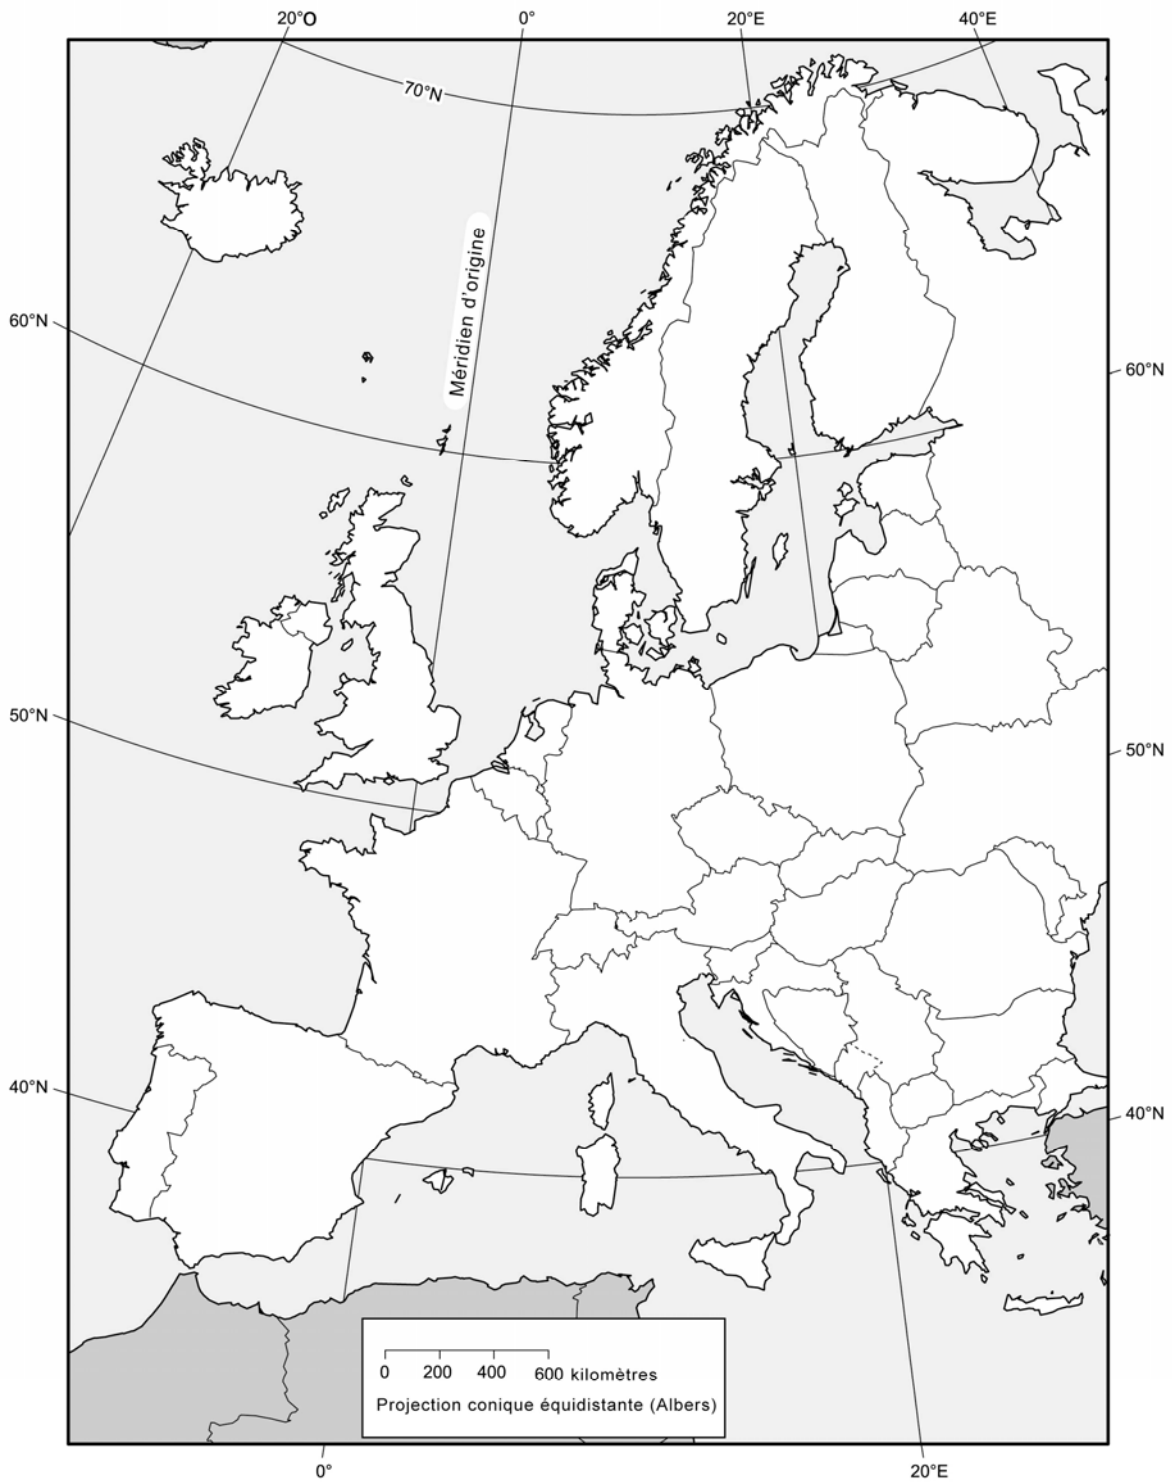 20°O
0°
20°E
40°E
70°N
Méridien d'origine
60°N
60°N
50°N
50°N
40°N
40°N
0 200 400 600 kilomètres
Projection conique équidistante (Albers)
0°
20°E